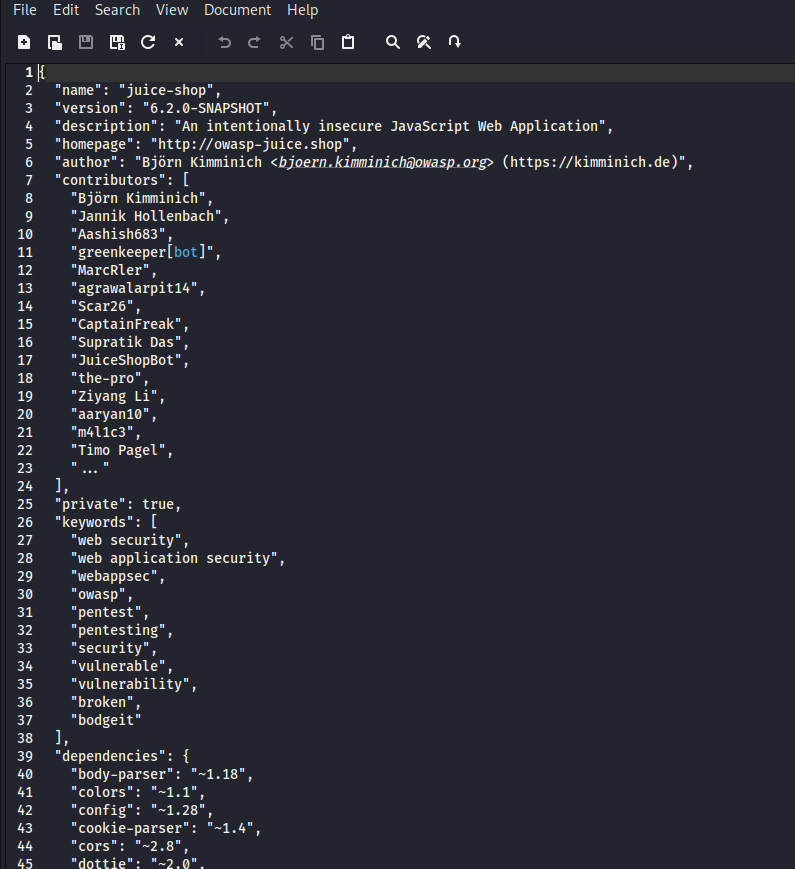 File Edit Search View Document Help
1 {
2 "name": "juice-shop",
3 "version": "6.2.0-SNAPSHOT",
4 "description": "An intentionally insecure JavaScript Web Application",
5 "homepage": "http://owasp-juice.shop",
6 "author": "Björn Kimminich <bjoern.kimminich@owasp.org> (https://kimminich.de)",
7 "contributors": [
8 "Björn Kimminich",
9 "Jannik Hollenbach",
10 "Aashish683",
11 "greenkeeper[bot]",
12 "MarcRler",
13 "agrawalarpit14",
14 "Scar26",
15 "CaptainFreak",
16 "Supratik Das",
17 "JuiceShopBot",
18 "the-pro",
19 "Ziyang Li",
20 "aaryan10",
21 "m4l1c3",
22 "Timo Pagel",
23 "..."
24 ],
25 "private": true,
26 "keywords": [
27 "web security",
28 "web application security",
29 "webappsec",
30 "owasp",
31 "pentest",
32 "pentesting",
33 "security",
34 "vulnerable",
35 "vulnerability",
36 "broken",
37 "bodgeit"
38 ],
39 "dependencies": {
40 "body-parser": "~1.18",
41 "colors": "~1.1",
42 "config": "~1.28",
43 "cookie-parser": "~1.4",
44 "cors": "~2.8",
45 "dottie": "~2.0",